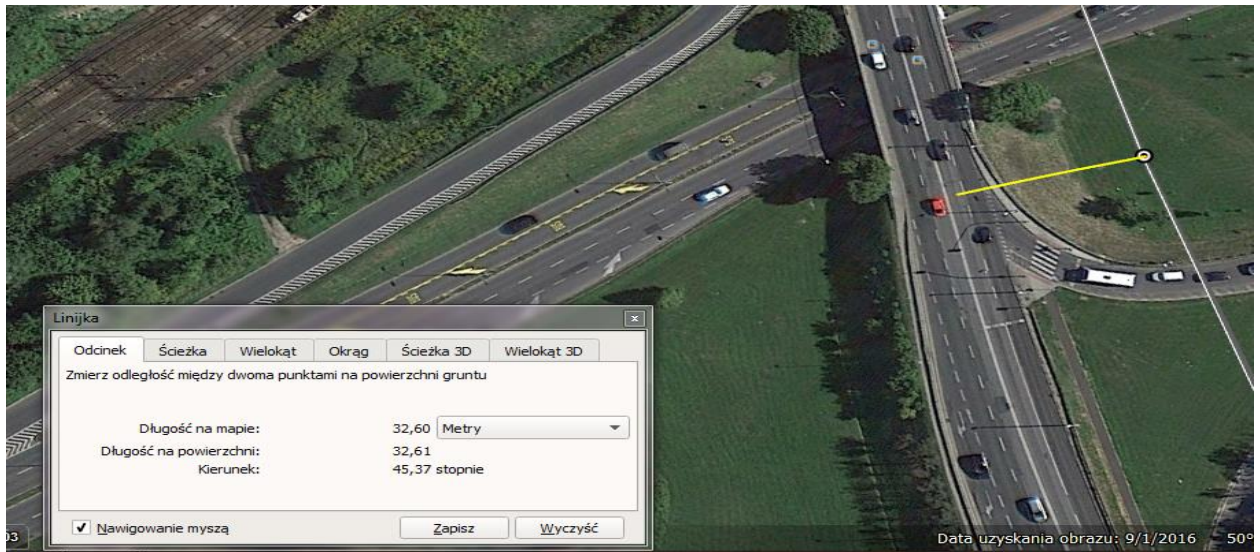 Linijka
Odcinek Ścieżka Wielokąt Okrąg Ścieżka 3D Wielokąt 3D
Zmierz odległość między dwoma punktami na powierzchni gruntu
Długość na mapie: 32,60 Metry
Długość na powierzchni: 32,61
Kierunek: 45,37 stopnie
Nawigowanie myszą Zapisz Wyczyść
03
Data uzyskania obrazu: 9/1/2016 50°